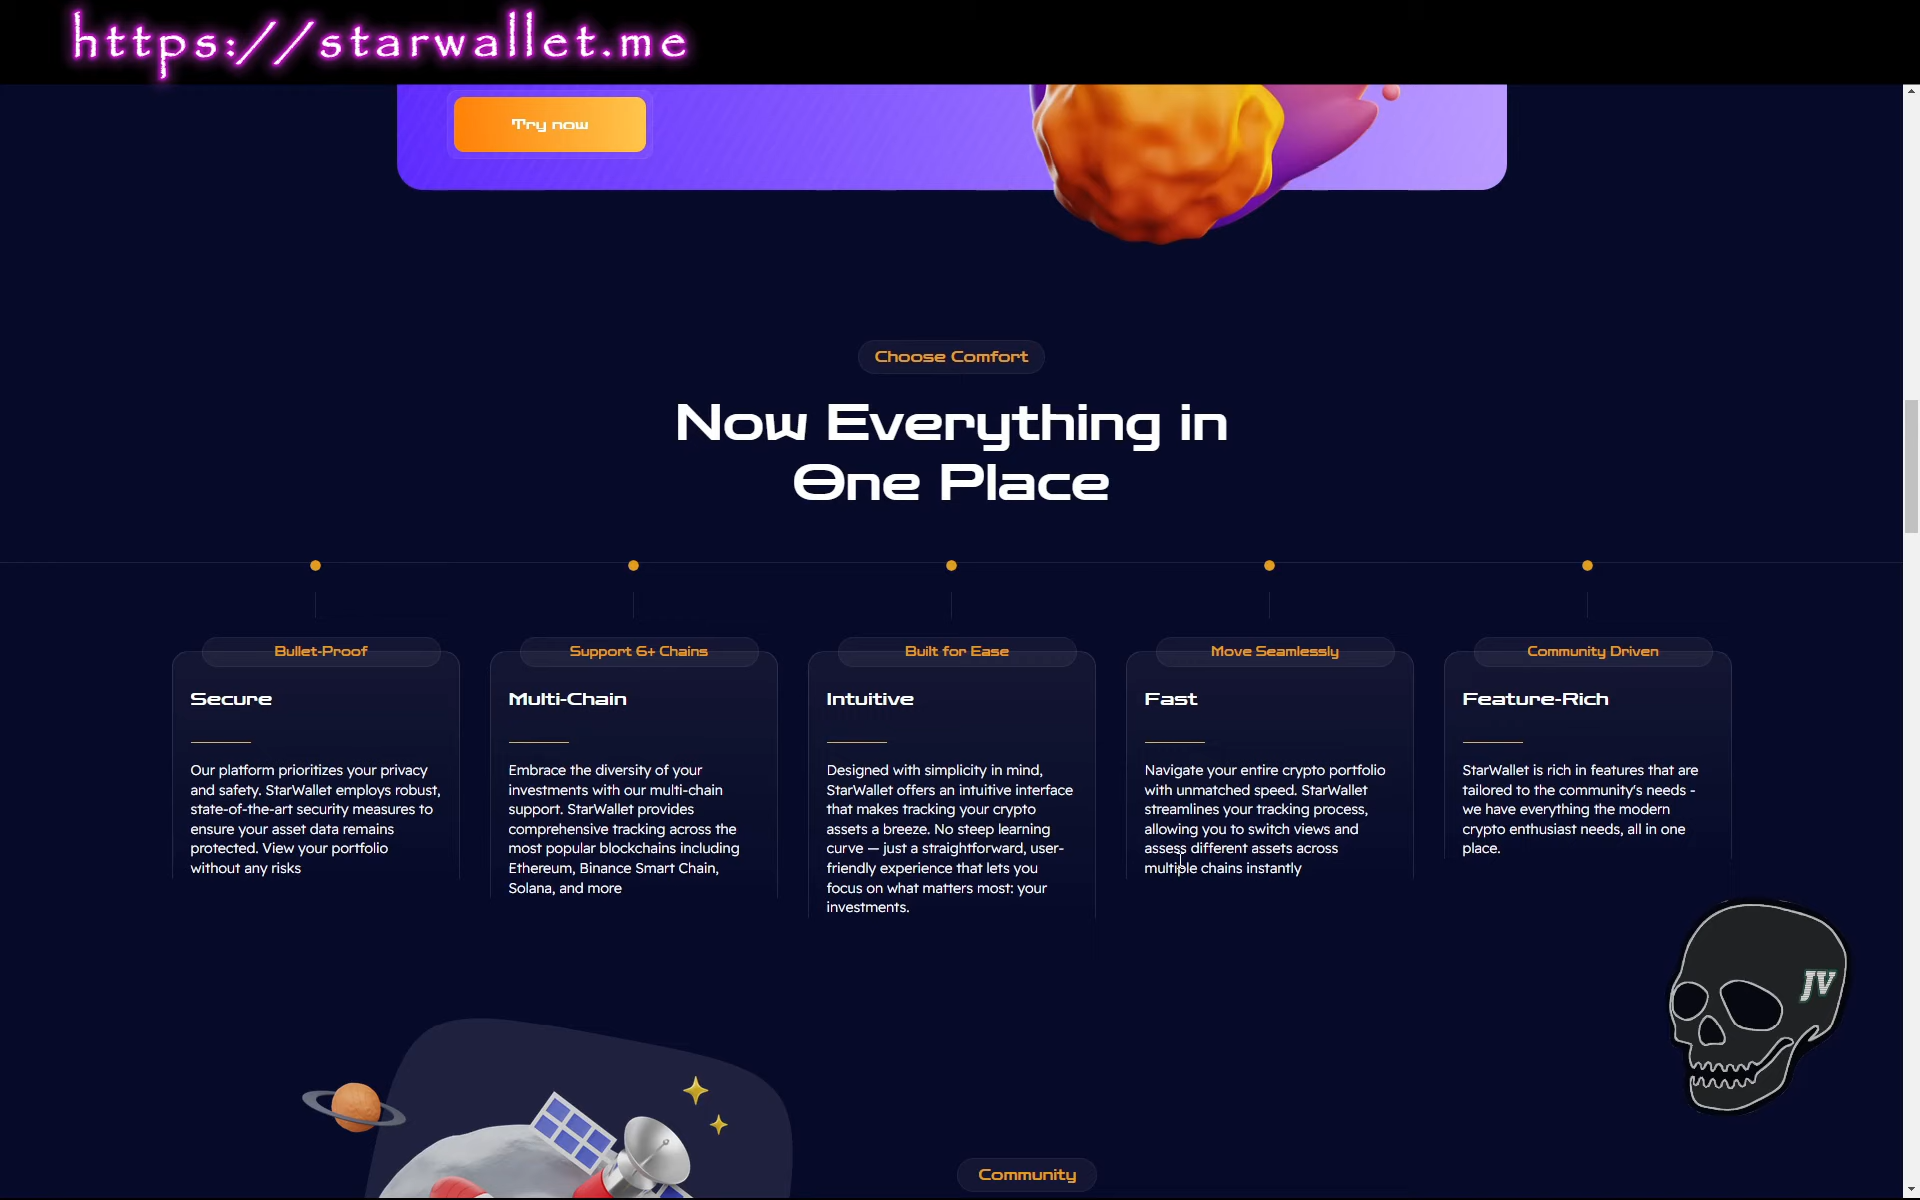 https://starwallet.me
Try now
Choose Comfort
Now Everything in
One Place
Bullet-Proof
Secure
Our platform prioritizes your privacy
and safety. StarWallet employs robust,
state-of-the-art security measures to
ensure your asset data remains
protected. View your portfolio
without any risks
Support 6+ Chains
Multi-Chain
Embrace the diversity of your
investments with our multi-chain
support. StarWallet provides
comprehensive tracking across the
most popular blockchains including
Ethereum, Binance Smart Chain,
Solana, and more
Built for Ease
Intuitive
Designed with simplicity in mind,
StarWallet offers an intuitive interface
that makes tracking your crypto
assets a breeze. No steep learning
curve — just a straightforward, user-
friendly experience that lets you
focus on what matters most: your
investments.
Move Seamlessly
Fast
Navigate your entire crypto portfolio
with unmatched speed. StarWallet
streamlines your tracking process,
allowing you to switch views and
assess different assets across
multiple chains instantly
Community Driven
Feature-Rich
StarWallet is rich in features that are
tailored to the community's needs -
we have everything the modern
crypto enthusiast needs, all in one
place.
JV
Community